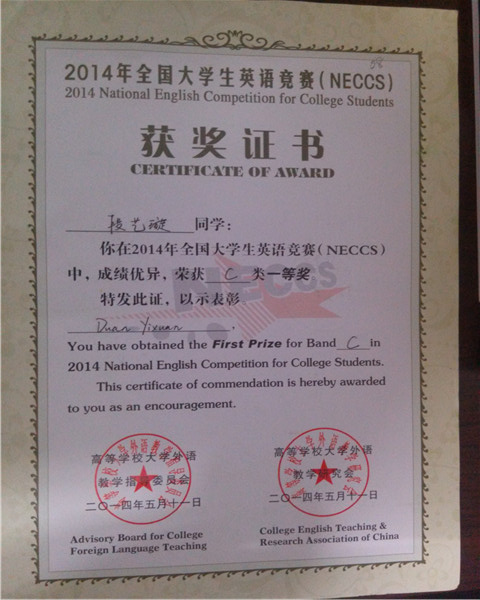 58
2014年全国大学生英语竞赛(NECCS)
2014 National English Competition for College Students
获奖证书
CERTIFICATE OF AWARD
段艺璇 同学:
你在2014年全国大学生英语竞赛(NECCS)
中,成绩优异,荣获 C 类一等奖
特发此证,以示表彰
NECCS
Duan Yixuan .
You have obtained the First Prize for Band C in
2014 National English Competition for College Students.
This certificate of commendation is hereby awarded
to you as an encouragement.
高等学校大学外语
教学指导委员会
二〇一四年五月十一日
Advisory Board for College
Foreign Language Teaching
高等学校大学外语
教学研究会
二〇一四年五月十一日
College English Teaching &
Research Association of China